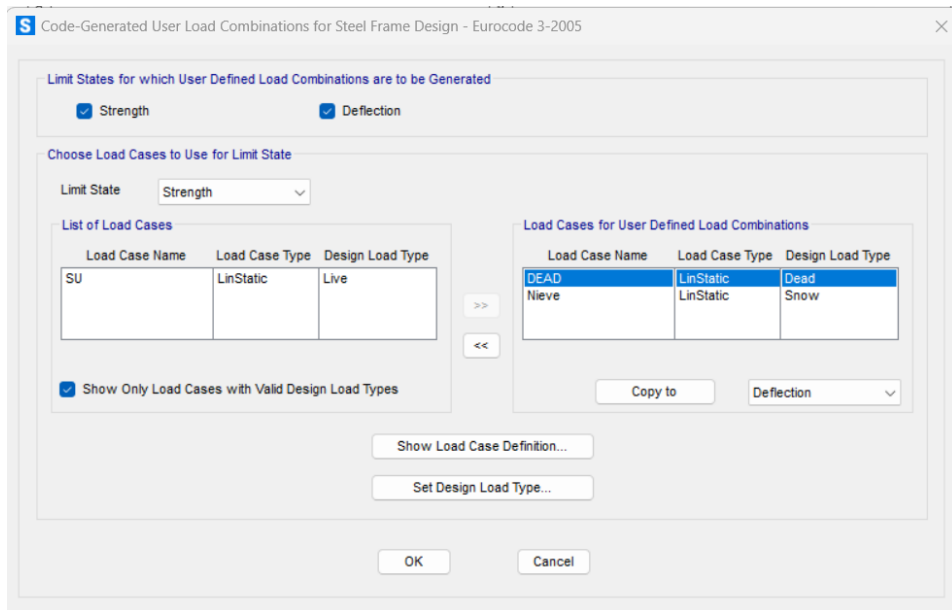 S Code-Generated User Load Combinations for Steel Frame Design - Eurocode 3-2005
Limit States for which User Defined Load Combinations are to be Generated
Strength Deflection
Choose Load Cases to Use for Limit State
Limit State Strength
List of Load Cases
Load Case Name Load Case Type Design Load Type
SU LinStatic Live
Show Only Load Cases with Valid Design Load Types
>>
<<
Load Cases for User Defined Load Combinations
Load Case Name Load Case Type Design Load Type
DEAD LinStatic Dead
Nieve LinStatic Snow
Copy to Deflection
Show Load Case Definition...
Set Design Load Type...
OK Cancel